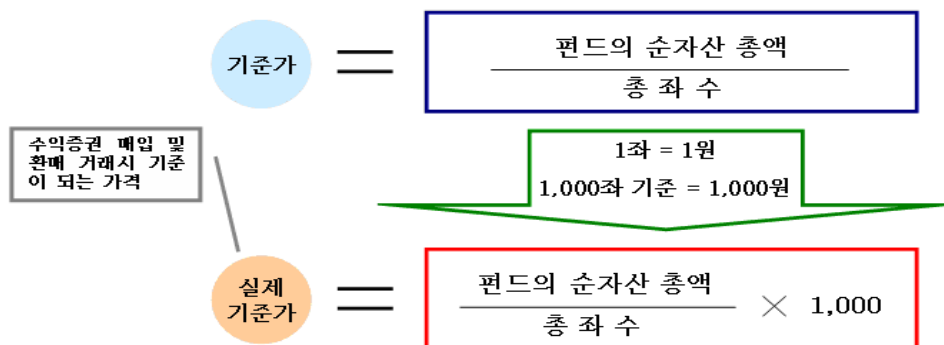 기준가
펀드의 순자산 총액
총 좌 수
수익증권 매입 및
환매 거래시 기준
이 되는 가격
1좌 = 1원
1,000좌 기준 = 1,000원
실제
기준가
펀드의 순자산 총액
총 좌 수
× 1,000